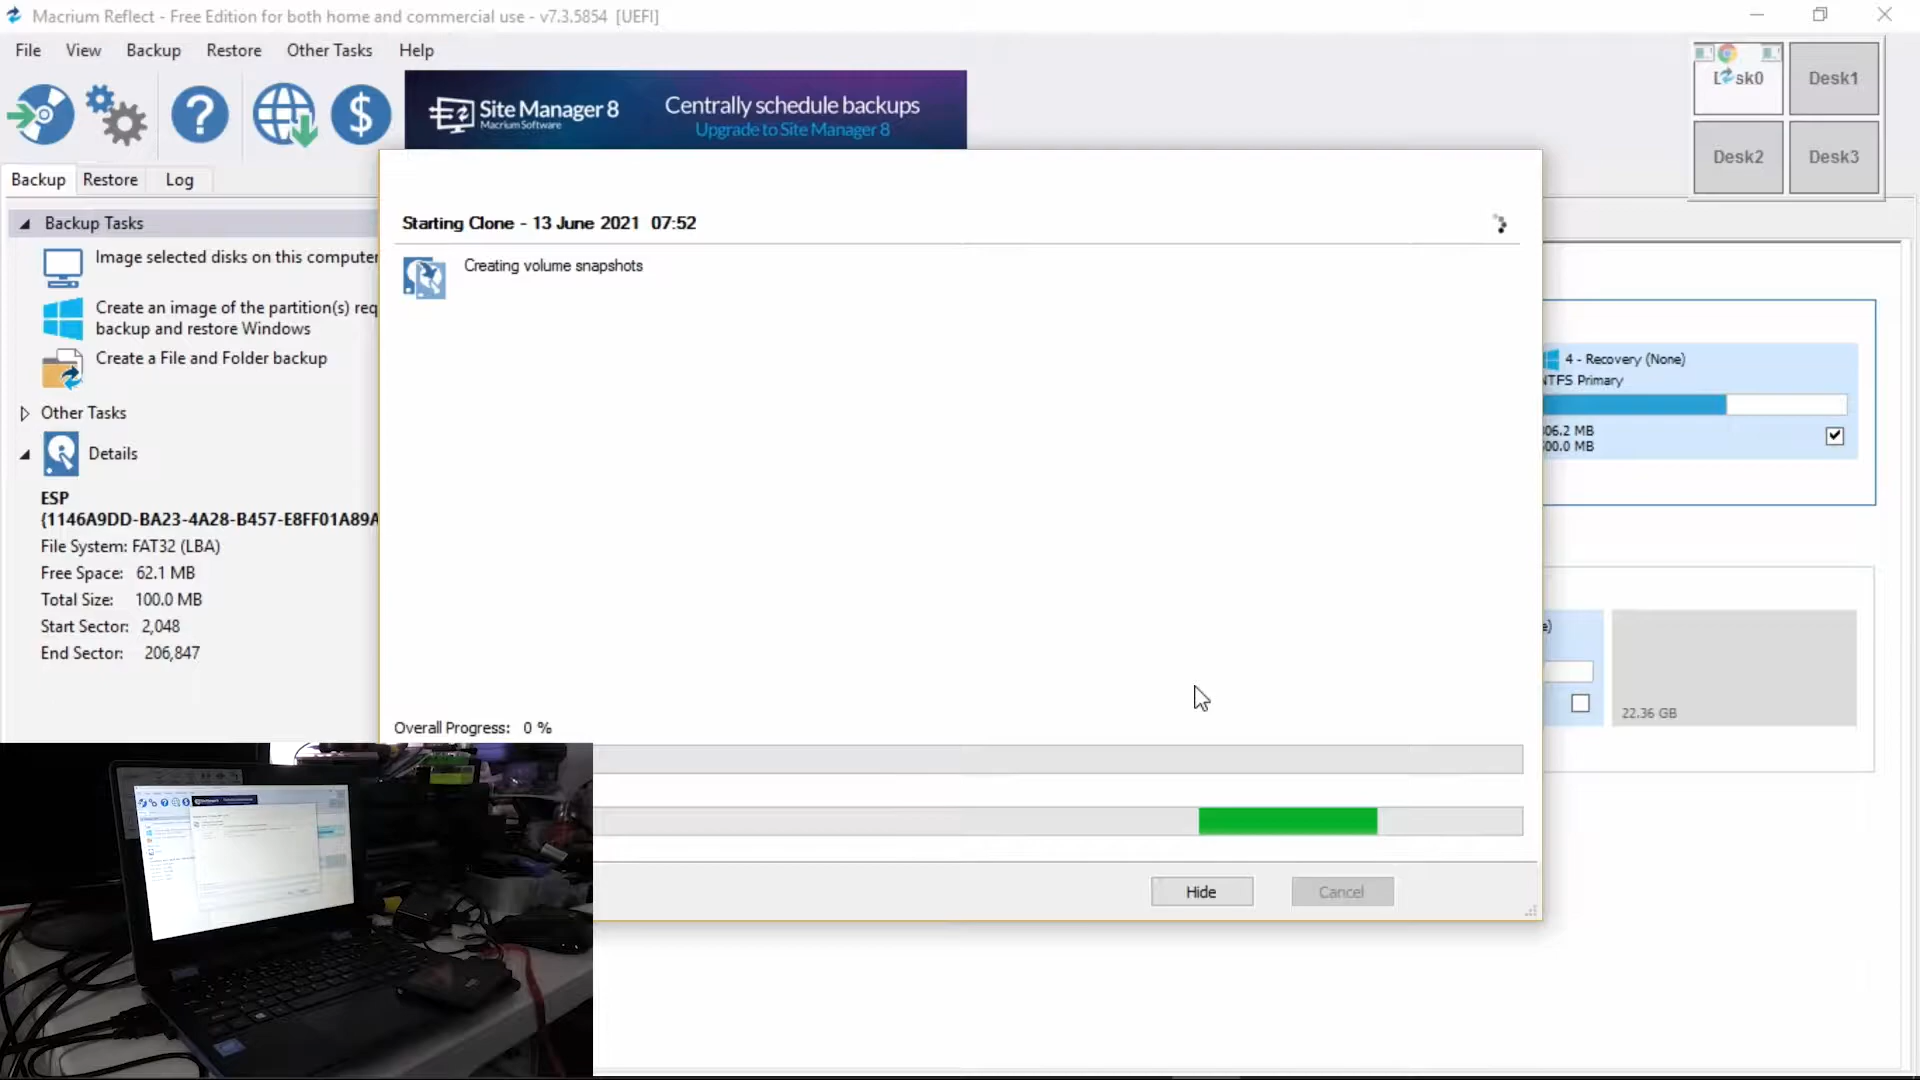 Macrium Reflect - Free Edition for both home and commercial use - v7.3.5854 [UEFI]
File View Backup Restore Other Tasks Help
Site Manager 8
Macrium Software
Centrally schedule backups
Upgrade to Site Manager 8
Desk1
Desk2
Desk3
Backup Restore Log
Backup Tasks
Image selected disks on this computer
Create an image of the partition(s) req
backup and restore Windows
Create a File and Folder backup
Other Tasks
Details
ESP
{1146A9DD-BA23-4A28-B457-E8FF01A89A
File System: FAT32 (LBA)
Free Space: 62.1 MB
Total Size: 100.0 MB
Start Sector: 2,048
End Sector: 206,847
Starting Clone - 13 June 2021 07:52
Creating volume snapshots
Overall Progress: 0 %
Hide
Cancel
4 - Recovery (None)
NTFS Primary
06.2 MB
00.0 MB
22.36 GB